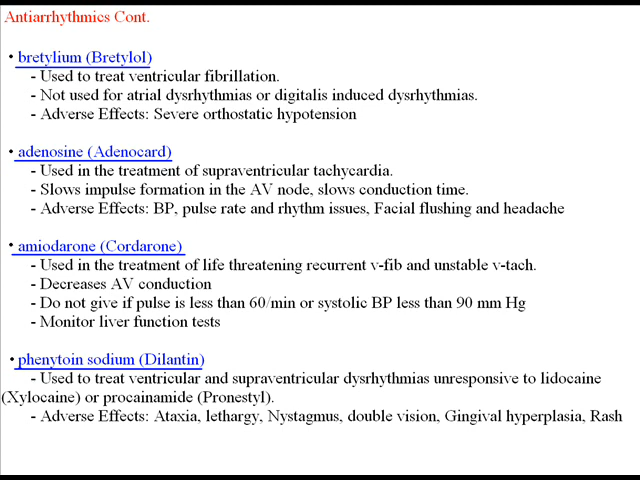 Antiarrhythmics Cont.
• bretylium (Bretylol)
- Used to treat ventricular fibrillation.
- Not used for atrial dysrhythmias or digitalis induced dysrhythmias.
- Adverse Effects: Severe orthostatic hypotension
• adenosine (Adenocard)
- Used in the treatment of supraventricular tachycardia.
- Slows impulse formation in the AV node, slows conduction time.
- Adverse Effects: BP, pulse rate and rhythm issues, Facial flushing and headache
• amiodarone (Cordarone)
- Used in the treatment of life threatening recurrent v-fib and unstable v-tach.
- Decreases AV conduction
- Do not give if pulse is less than 60/min or systolic BP less than 90 mm Hg
- Monitor liver function tests
• phenytoin sodium (Dilantin)
- Used to treat ventricular and supraventricular dysrhythmias unresponsive to lidocaine
(Xylocaine) or procainamide (Pronestyl).
- Adverse Effects: Ataxia, lethargy, Nystagmus, double vision, Gingival hyperplasia, Rash